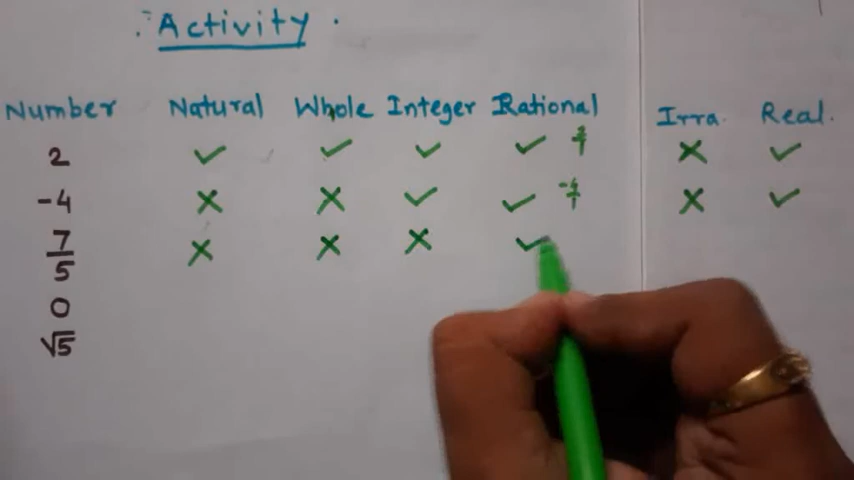 Activity
Number Natural Whole Integer Rational Irra. Real.
2 ✓ ✓ ✓ ✓ 2/1 ✗ ✓
-4 ✗ ✗ ✓ ✓ -4/1 ✗ ✓
7/5 ✗ ✗ ✗ ✓
0
√5